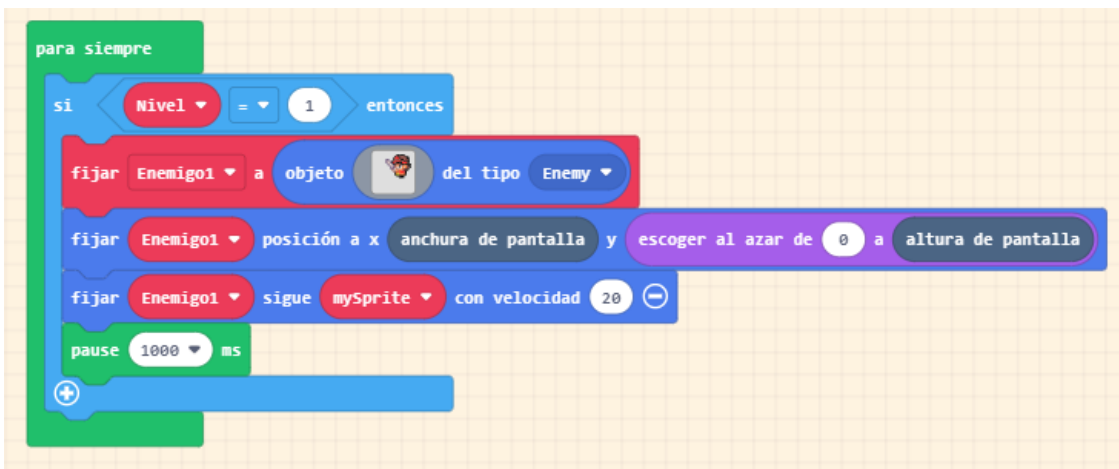 para siempre
si Nivel = 1 entonces
fijar Enemigo1 a objeto del tipo Enemy
fijar Enemigo1 posición a x anchura de pantalla y escoger al azar de 0 a altura de pantalla
fijar Enemigo1 sigue mySprite con velocidad 20
pause 1000 ms